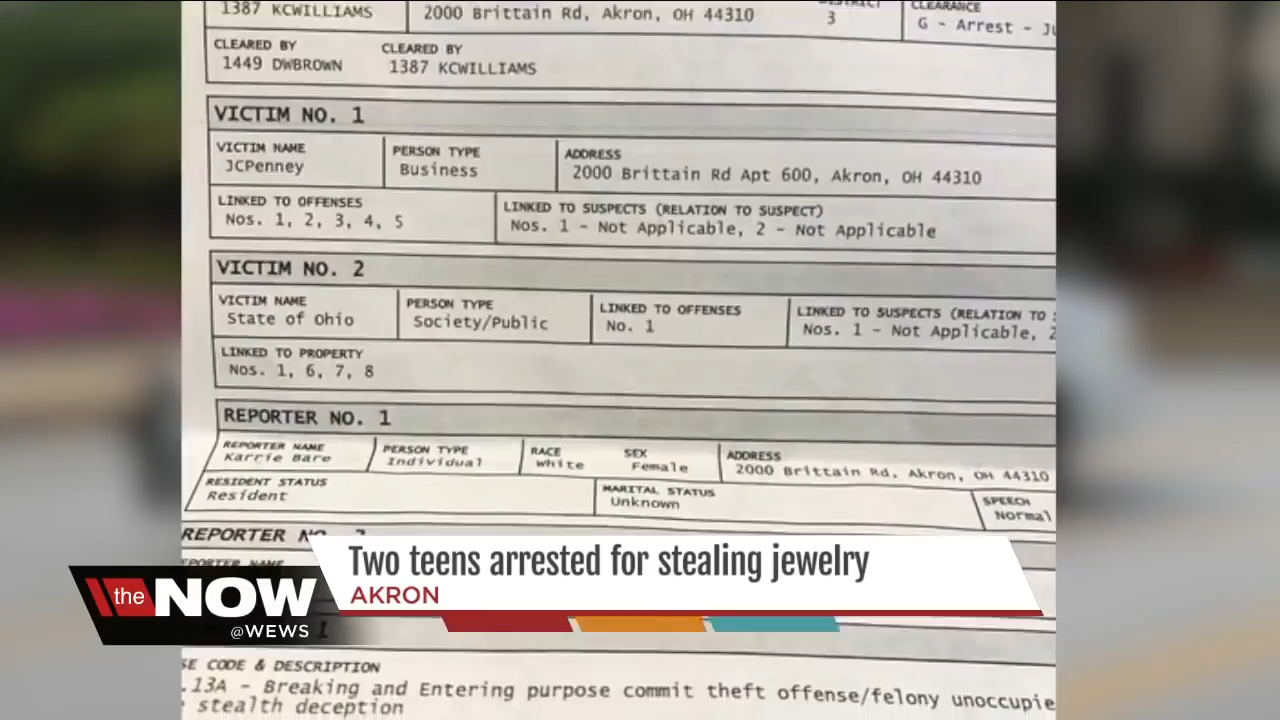 1387 KCWILLIAMS
2000 Brittain Rd, Akron, OH 44310
3
CLEARANCE
G - Arrest -
CLEARED BY
CLEARED BY
1449 DWBROWN
1387 KCWILLIAMS
VICTIM NO. 1
VICTIM NAME
PERSON TYPE
ADDRESS
JCPenney
Business
2000 Brittain Rd Apt 600, Akron, OH 44310
LINKED TO OFFENSES
LINKED TO SUSPECTS (RELATION TO SUSPECT)
Nos. 1, 2, 3, 4, 5
Nos. 1 - Not Applicable, 2 - Not Applicable
VICTIM NO. 2
VICTIM NAME
PERSON TYPE
LINKED TO OFFENSES
LINKED TO SUSPECTS (RELATION TO
State of Ohio
Society/Public
No. 1
Nos. 1 - Not Applicable, 2
LINKED TO PROPERTY
Nos. 1, 6, 7, 8
REPORTER NO. 1
REPORTER NAME
PERSON TYPE
RACE
SEX
ADDRESS
Karrie Bare
Individual
White
Female
2000 Brittain Rd, Akron, OH 44310
RESIDENT STATUS
MARITAL STATUS
SPEECH
Resident
Unknown
Normal
REPORTER
Two teens arrested for stealing jewelry
AKRON
the NOW
@WEWS
1
SE CODE & DESCRIPTION
.13A - Breaking and Entering purpose commit theft offense/felony unoccupie
stealth deception